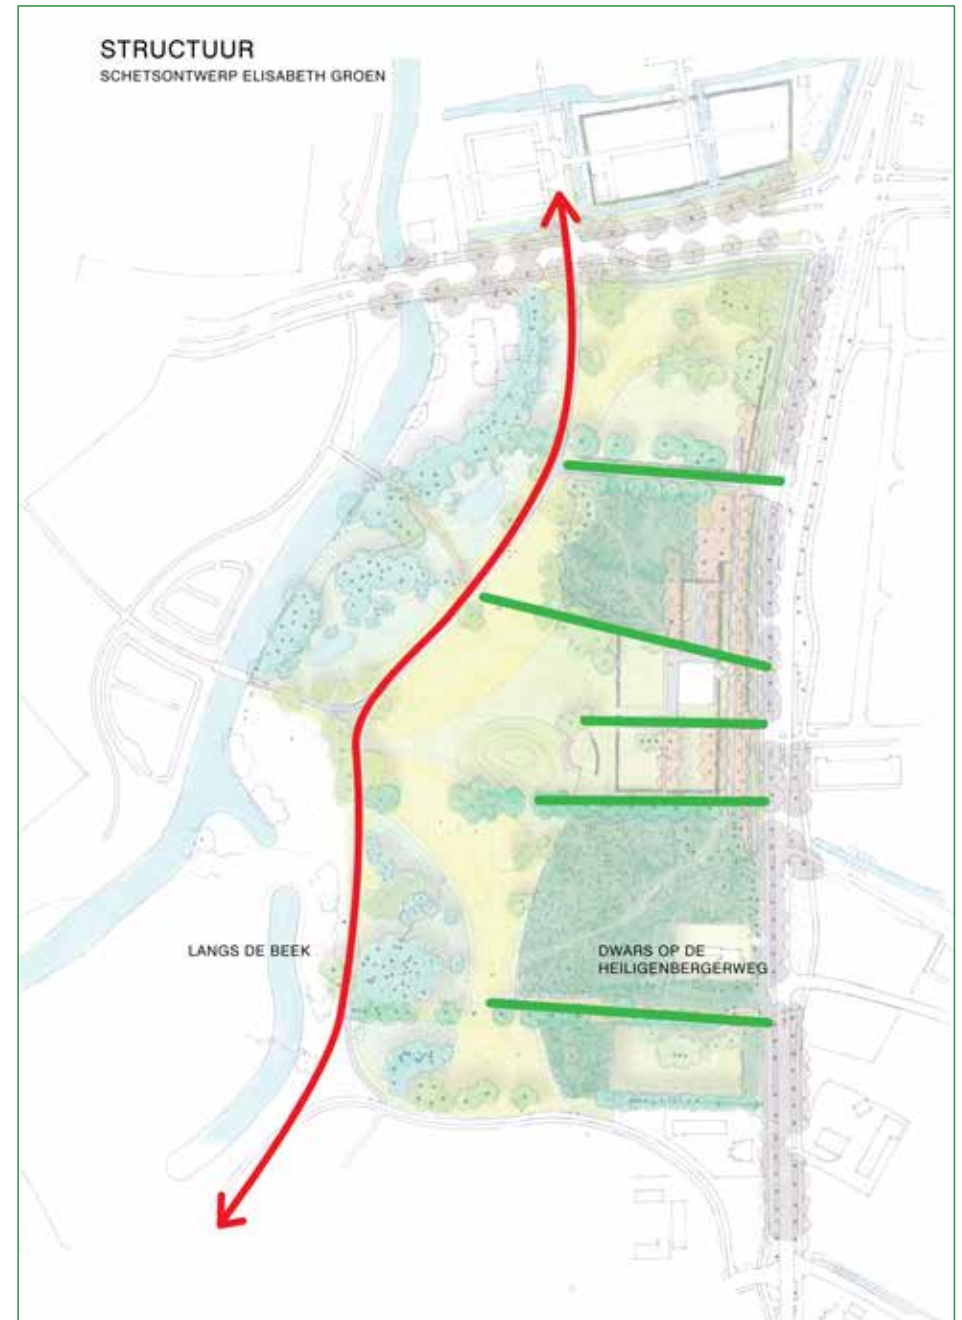 STRUCTUUR
SCHETSONTWERP ELISABETH GROEN
LANGS DE BEEK
DWARS OP DE
HEILIGENBERGERWEG